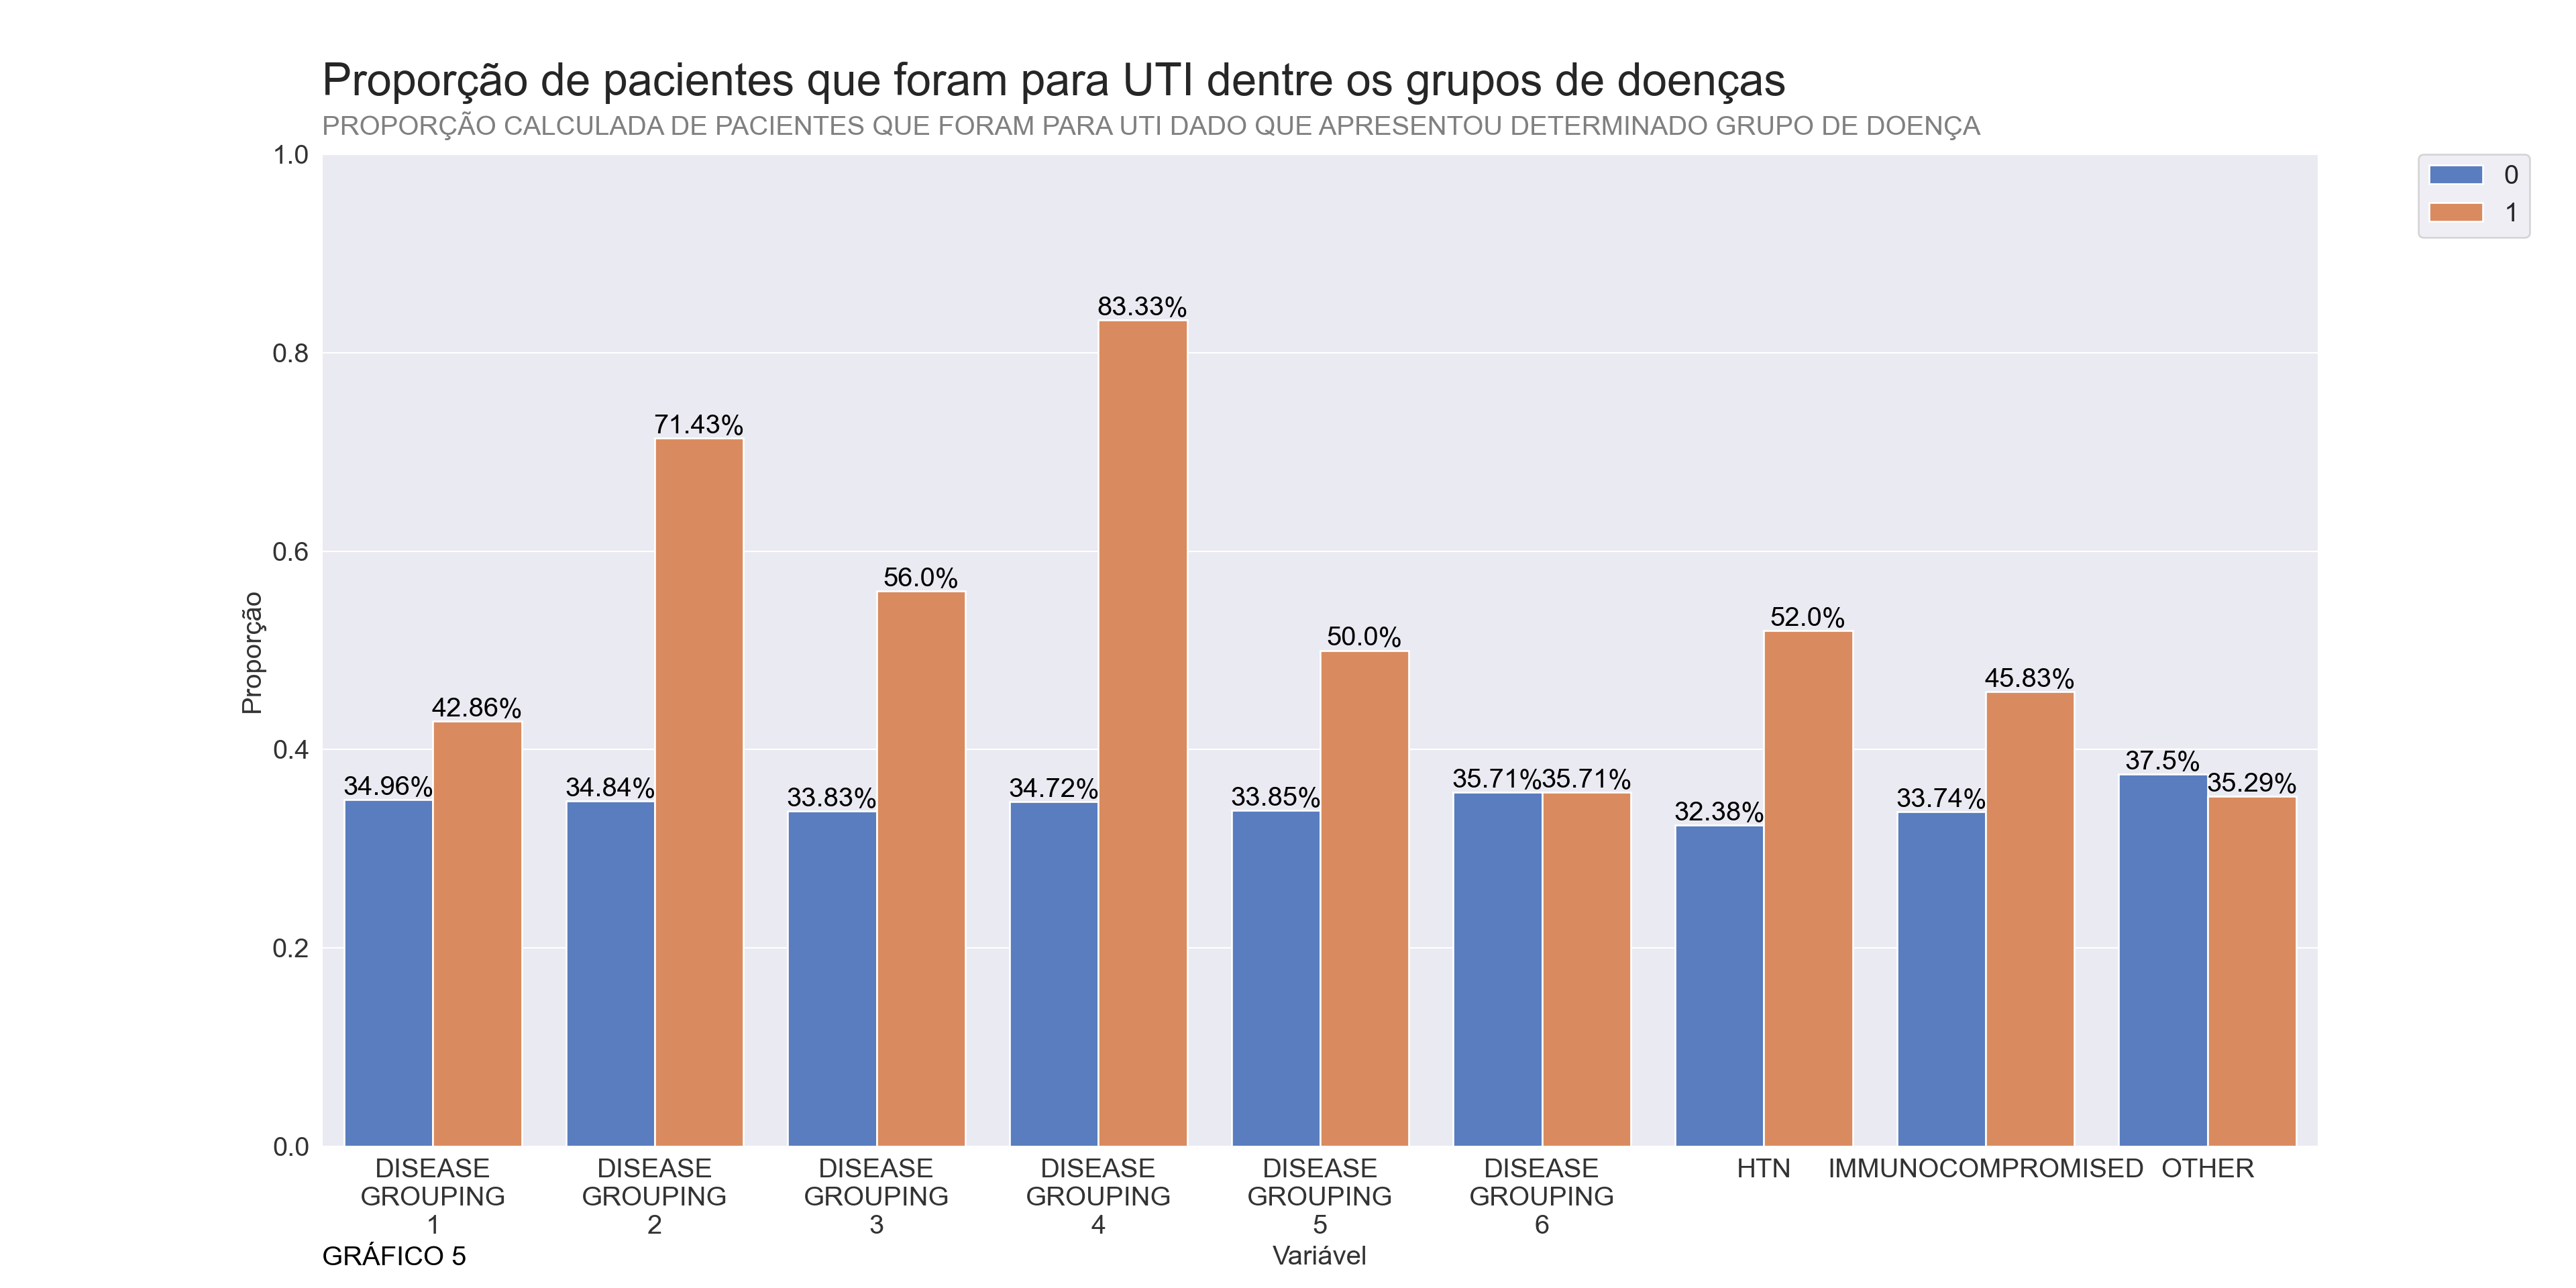 Proporção de pacientes que foram para UTI dentre os grupos de doenças
PROPORÇÃO CALCULADA DE PACIENTES QUE FORAM PARA UTI DADO QUE APRESENTOU DETERMINADO GRUPO DE DOENÇA
1.0
0.8
0.6
0.4
0.2
0.0
Proporção
34.96%
42.86%
34.84%
71.43%
33.83%
56.0%
34.72%
83.33%
33.85%
50.0%
35.71%
35.71%
32.38%
52.0%
33.74%
45.83%
37.5%
35.29%
0
1
DISEASE
GROUPING
1
DISEASE
GROUPING
2
DISEASE
GROUPING
3
DISEASE
GROUPING
4
DISEASE
GROUPING
5
DISEASE
GROUPING
6
HTN
IMMUNOCOMPROMISED
OTHER
GRÁFICO 5
Variável